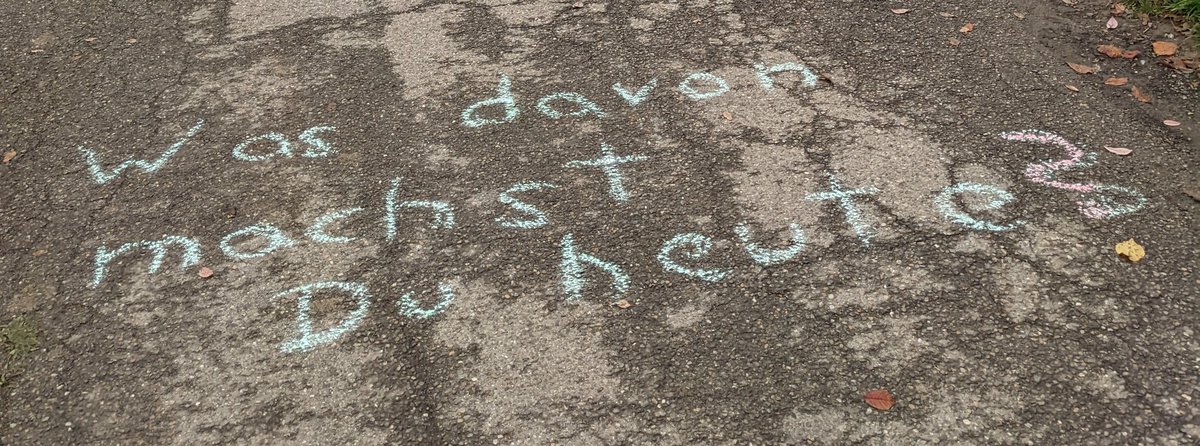 Was davon
machst
Du heute?